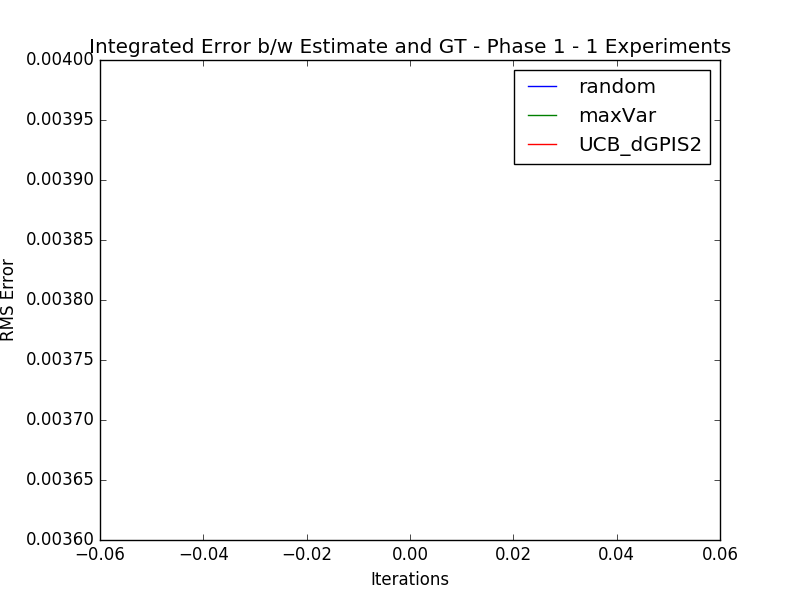 Integrated Error b/w Estimate and GT - Phase 1 - 1 Experiments
random
maxVar
UCB_dGPIS2
RMS Error
0.00400
0.00395
0.00390
0.00385
0.00380
0.00375
0.00370
0.00365
0.00360
−0.06 −0.04 −0.02 0.00 0.02 0.04 0.06
Iterations